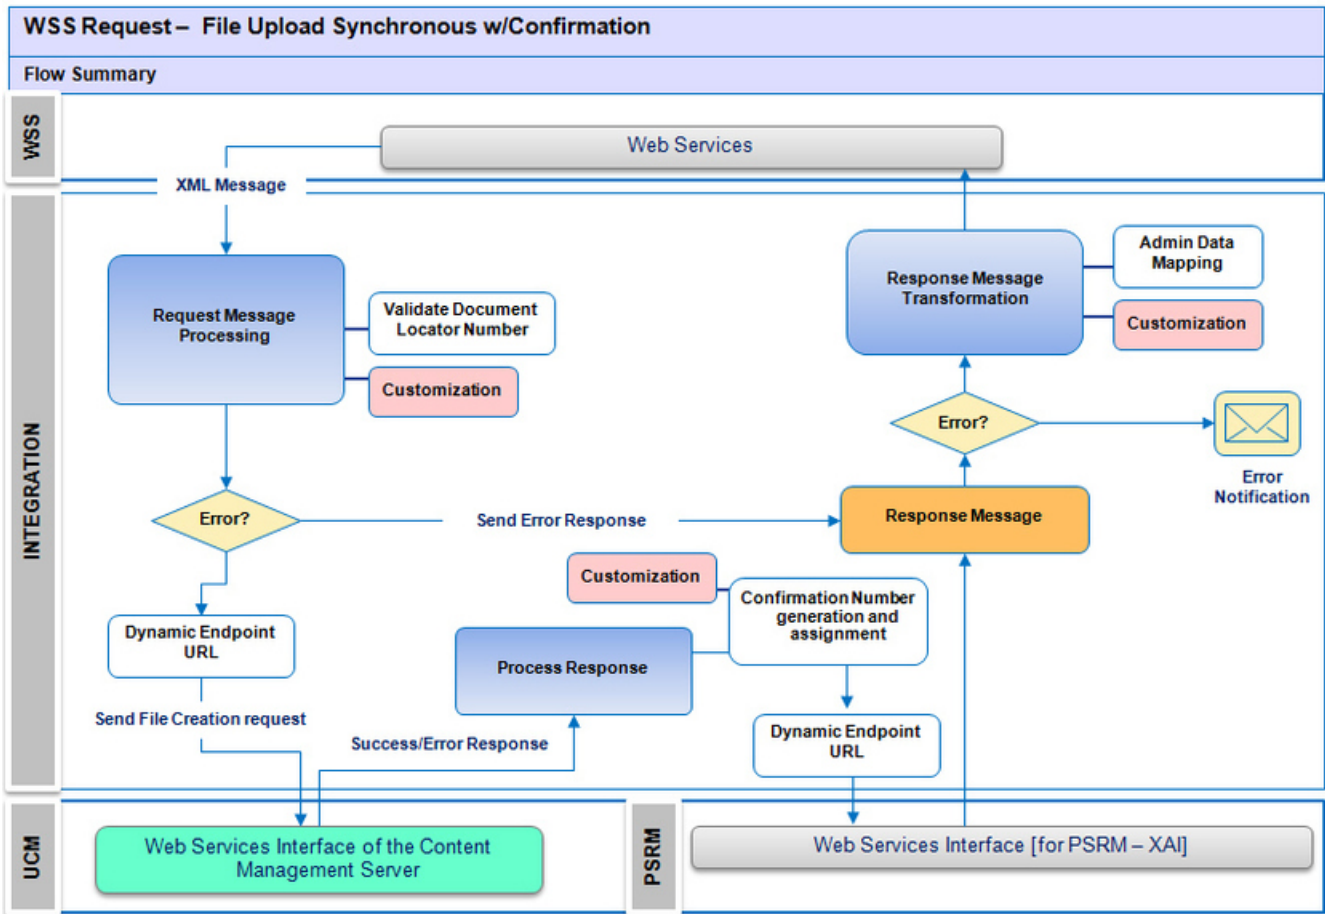 WSS Request – File Upload Synchronous w/Confirmation
Flow Summary
WSS
Web Services
XML Message
INTEGRATION
Request Message
Processing
Validate Document
Locator Number
Customization
Response Message
Transformation
Admin Data
Mapping
Customization
Error?
Error
Notification
Error?
Send Error Response
Response Message
Customization
Confirmation Number
generation and
assignment
Dynamic Endpoint
URL
Process Response
Send File Creation request
Success/Error Response
Dynamic Endpoint
URL
UCM
Web Services Interface of the Content
Management Server
PSRM
Web Services Interface [for PSRM – XAI]